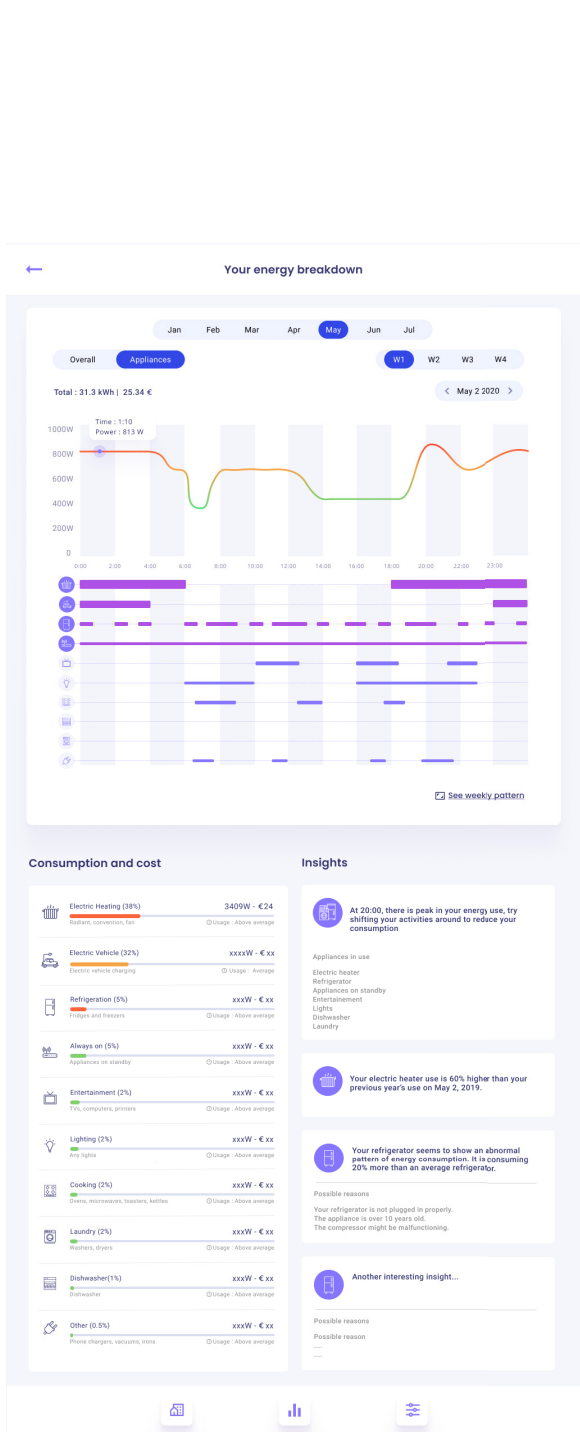 Your energy breakdown
Jan Feb Mar Apr May Jun Jul
Overall Appliances W1 W2 W3 W4
Total : 31.3 kWh | 25.34 € < May 2 2020 >
Time : 1:10
Power : 813 W
1000W
800W
600W
400W
200W
0
0:00 2:00 4:00 6:00 8:00 10:00 12:00 14:00 16:00 18:00 20:00 22:00 23:00
See weekly pattern
Consumption and cost
Electric Heating (38%) 3409W - €24
Radiant, convention, fan Usage : Above average
Electric Vehicle (32%) xxxxW - € xx
Electric vehicle charging Usage : Average
Refrigeration (5%) xxxW - € xx
Fridges and freezers Usage : Above average
Always on (5%) xxxW - € xx
Appliances on standby Usage : Above average
Entertainment (2%) xxxW - € xx
TVs, computers, printers Usage : Above average
Lighting (2%) xxxW - € xx
Any lights Usage : Above average
Cooking (2%) xxxW - € xx
Ovens, microwaves, toasters, kettles Usage : Above average
Laundry (2%) xxxW - € xx
Washers, dryers Usage : Above average
Dishwasher(1%) xxxW - € xx
Dishwasher Usage : Above average
Other (0.5%) xxxW - € xx
Phone chargers, vacuums, irons Usage : Above average
Insights
At 20:00, there is peak in your energy use, try
shifting your activities around to reduce your
consumption
Appliances in use
Electric heater
Refrigerator
Appliances on standby
Entertainement
Lights
Dishwasher
Laundry
Your electric heater use is 60% higher than your
previous year's use on May 2, 2019.
Your refrigerator seems to show an abnormal
pattern of energy consumption. It is consuming
20% more than an average refrigerator.
Possible reasons
Your refrigerator is not plugged in properly.
The appliance is over 10 years old.
The compressor might be malfunctioning.
Another interesting insight...
Possible reasons
Possible reason
....
....